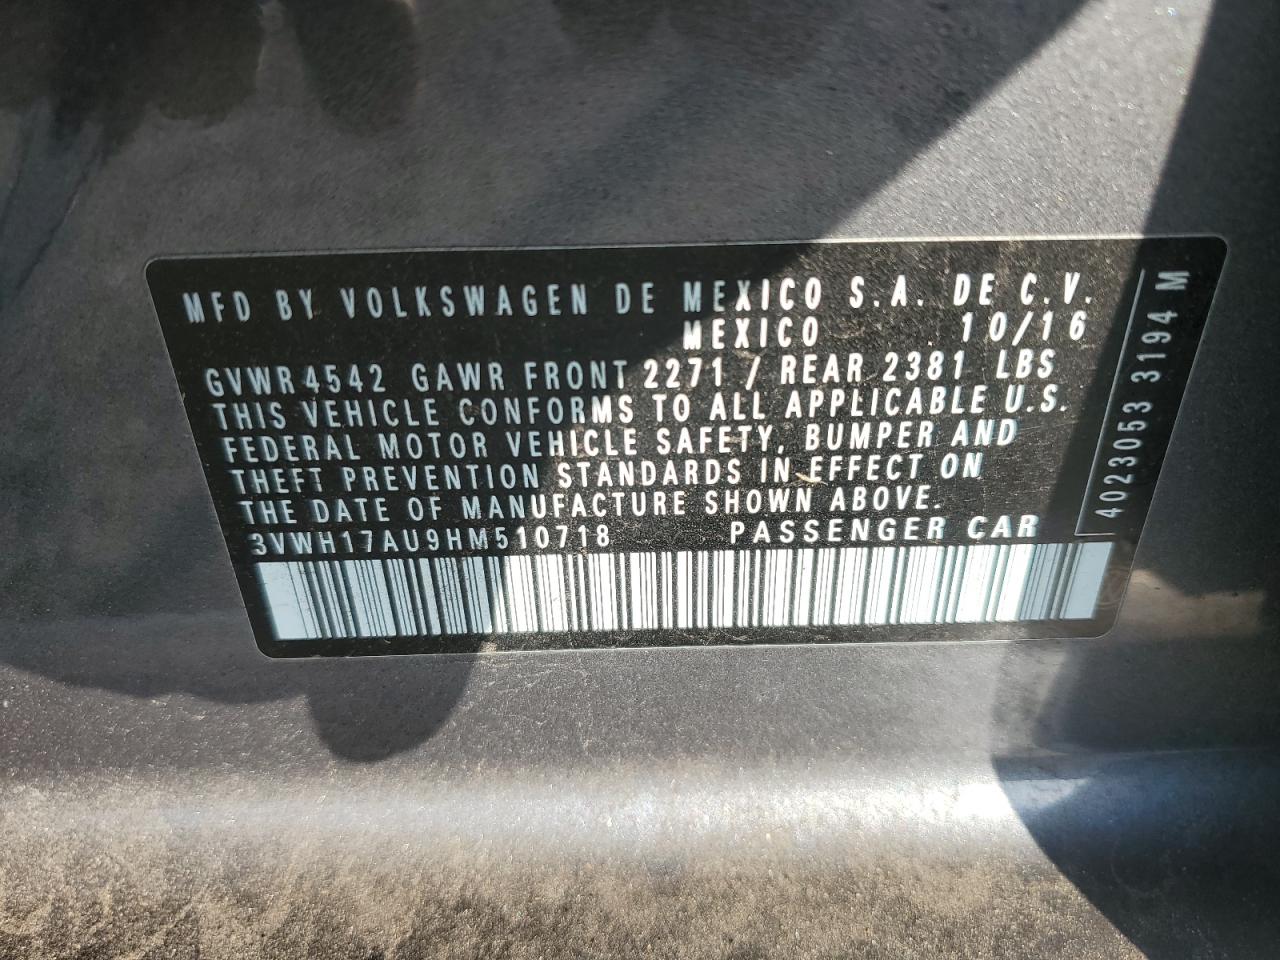 MFD BY VOLKSWAGEN DE MEXICO S.A. DE C.V.
MEXICO 10/16
GVWR 4542 GAWR FRONT 2271 / REAR 2381 LBS
THIS VEHICLE CONFORMS TO ALL APPLICABLE U.S.
FEDERAL MOTOR VEHICLE SAFETY, BUMPER AND
THEFT PREVENTION STANDARDS IN EFFECT ON
THE DATE OF MANUFACTURE SHOWN ABOVE.
3VWH17AU9HM510718 PASSENGER CAR
4023053 3194 M